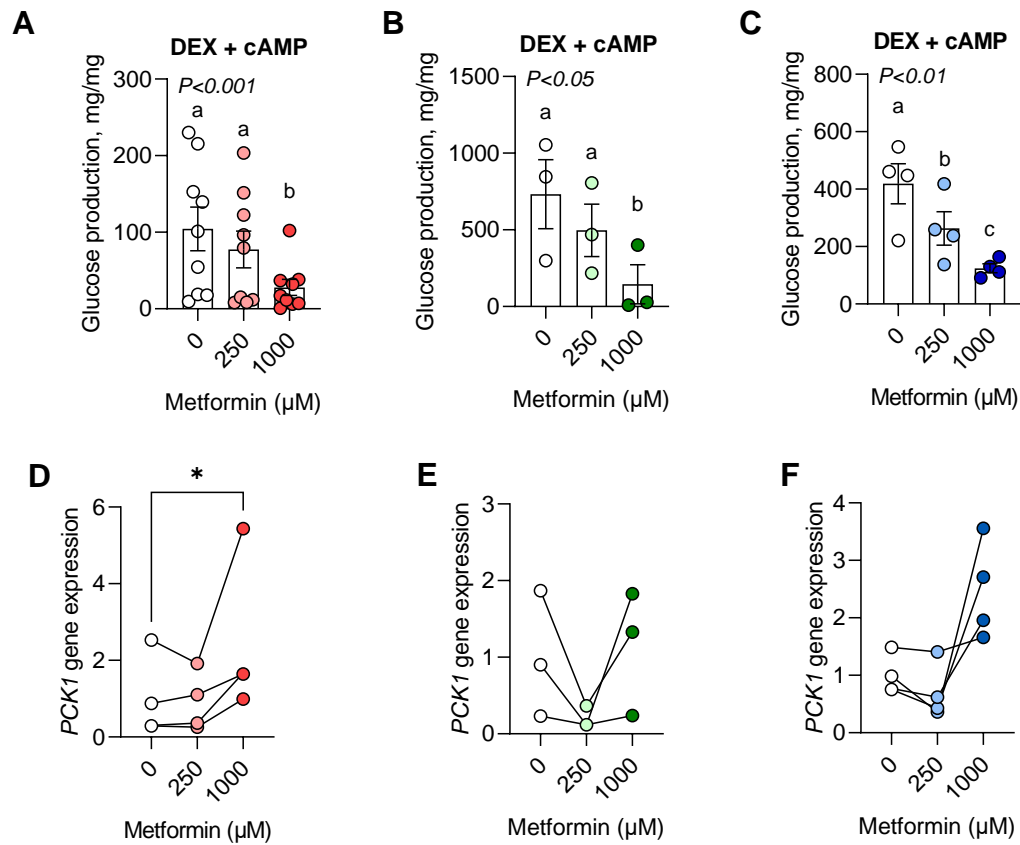 A
DEX + cAMP
P<0.001
Glucose production, mg/mg
300
200
100
0
a
a
b
0
250
1000
Metformin (µM)
B
DEX + cAMP
P<0.05
Glucose production, mg/mg
1500
1000
500
0
a
a
b
0
250
1000
Metformin (µM)
C
DEX + cAMP
P<0.01
Glucose production, mg/mg
800
600
400
200
0
a
b
c
0
250
1000
Metformin (µM)
D
*
PCK1 gene expression
6
4
2
0
0
250
1000
Metformin (µM)
E
PCK1 gene expression
3
2
1
0
0
250
1000
Metformin (µM)
F
PCK1 gene expression
4
3
2
1
0
0
250
1000
Metformin (µM)